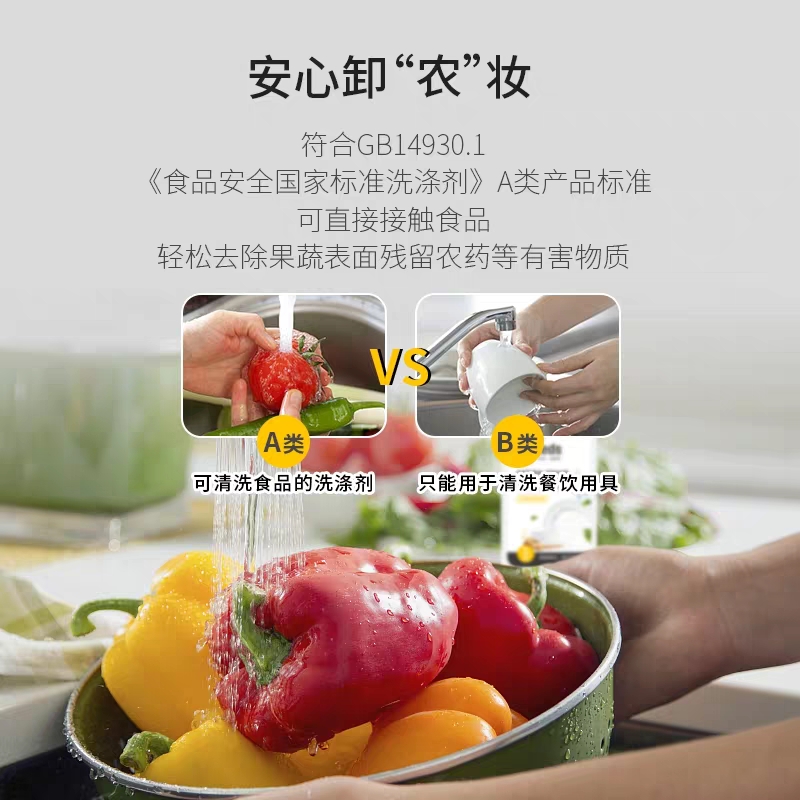 安心卸“农”妆
符合GB14930.1
《食品安全国家标准洗涤剂》A类产品标准
可直接接触食品
轻松去除果蔬表面残留农药等有害物质
VS
A类
B类
可清洗食品的洗涤剂
只能用于清洗餐饮用具